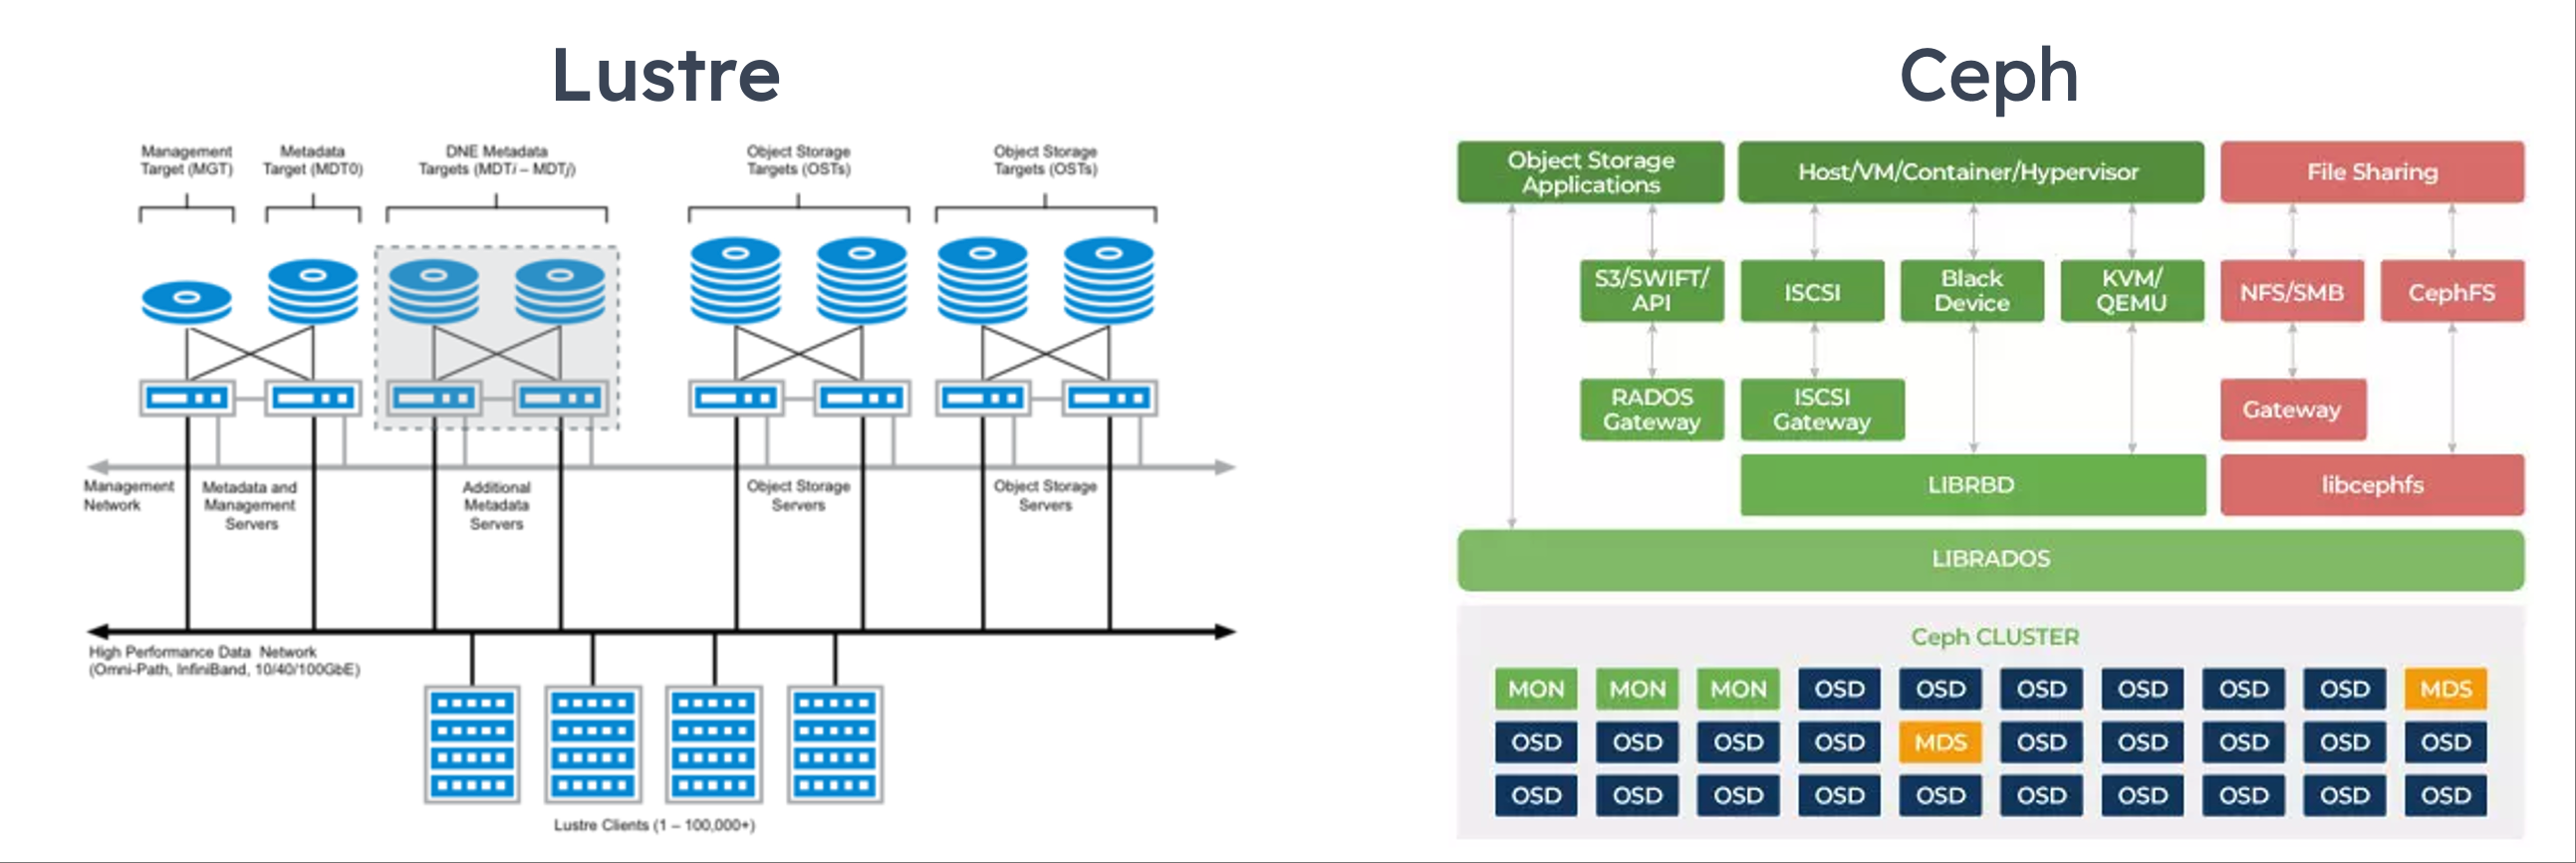 Lustre
Management
Target (MGT)
Metadata
Target (MDT0)
DNE Metadata
Targets (MDTi – MDTj)
Object Storage
Targets (OSTs)
Object Storage
Targets (OSTs)
Management
Network
Metadata and
Management
Servers
Additional
Metadata
Servers
Object Storage
Servers
Object Storage
Servers
High Performance Data Network
(Omni-Path, InfiniBand, 10/40/100GbE)
Lustre Clients (1 – 100,000+)
Ceph
Object Storage
Applications
Host/VM/Container/Hypervisor
File Sharing
S3/SWIFT/
API
ISCSI
Black
Device
KVM/
QEMU
NFS/SMB
CephFS
RADOS
Gateway
ISCSI
Gateway
Gateway
LIBRBD
libcephfs
LIBRADOS
Ceph CLUSTER
MON MON MON OSD OSD OSD OSD OSD OSD MDS
OSD OSD OSD OSD MDS OSD OSD OSD OSD OSD
OSD OSD OSD OSD OSD OSD OSD OSD OSD OSD